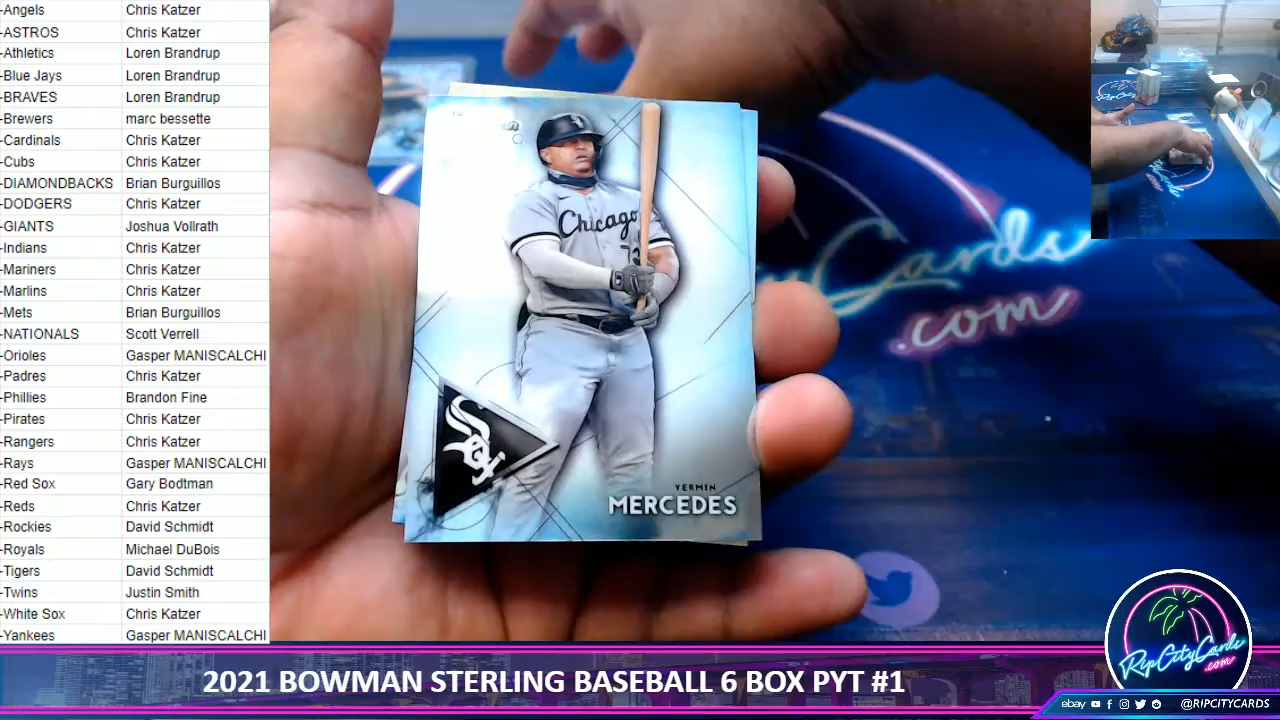 -Angels Chris Katzer
-ASTROS Chris Katzer
-Athletics Loren Brandrup
-Blue Jays Loren Brandrup
-BRAVES Loren Brandrup
-Brewers marc bessette
-Cardinals Chris Katzer
-Cubs Chris Katzer
-DIAMONDBACKS Brian Burguillos
-DODGERS Chris Katzer
-GIANTS Joshua Vollrath
-Indians Chris Katzer
-Mariners Chris Katzer
-Marlins Chris Katzer
-Mets Brian Burguillos
-NATIONALS Scott Verrell
-Orioles Gasper MANISCALCHI
-Padres Chris Katzer
-Phillies Brandon Fine
-Pirates Chris Katzer
-Rangers Chris Katzer
-Rays Gasper MANISCALCHI
-Red Sox Gary Bodtman
-Reds Chris Katzer
-Rockies David Schmidt
-Royals Michael DuBois
-Tigers David Schmidt
-Twins Justin Smith
-White Sox Chris Katzer
-Yankees Gasper MANISCALCHI
Chicago
73
Sox
YERMIN
MERCEDES
Cards
.com
RipCityCards
.com
2021 BOWMAN STERLING BASEBALL 6 BOX PYT #1
ebay @RIPCITYCARDS